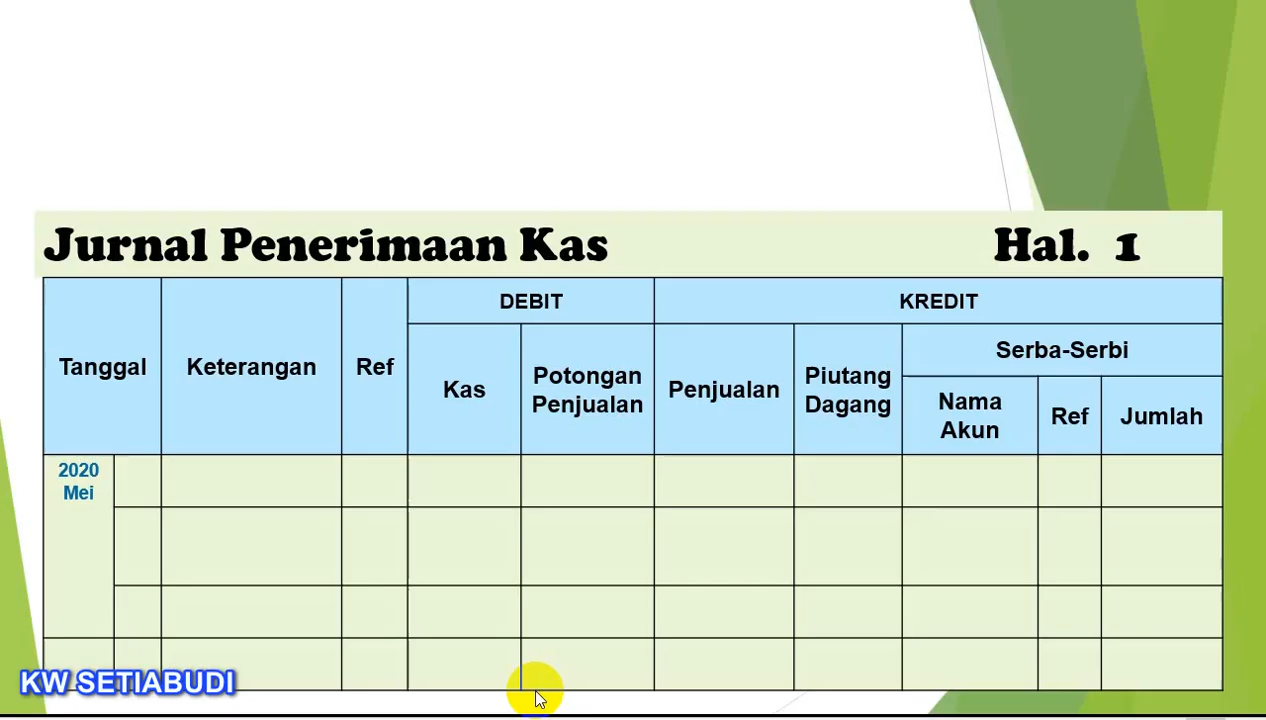 Jurnal Penerimaan Kas Hal. 1
Tanggal Keterangan Ref DEBIT KREDIT
Kas Potongan Penjualan Penjualan Piutang Dagang Serba-Serbi
Nama Akun Ref Jumlah
2020
Mei
KW SETIABUDI